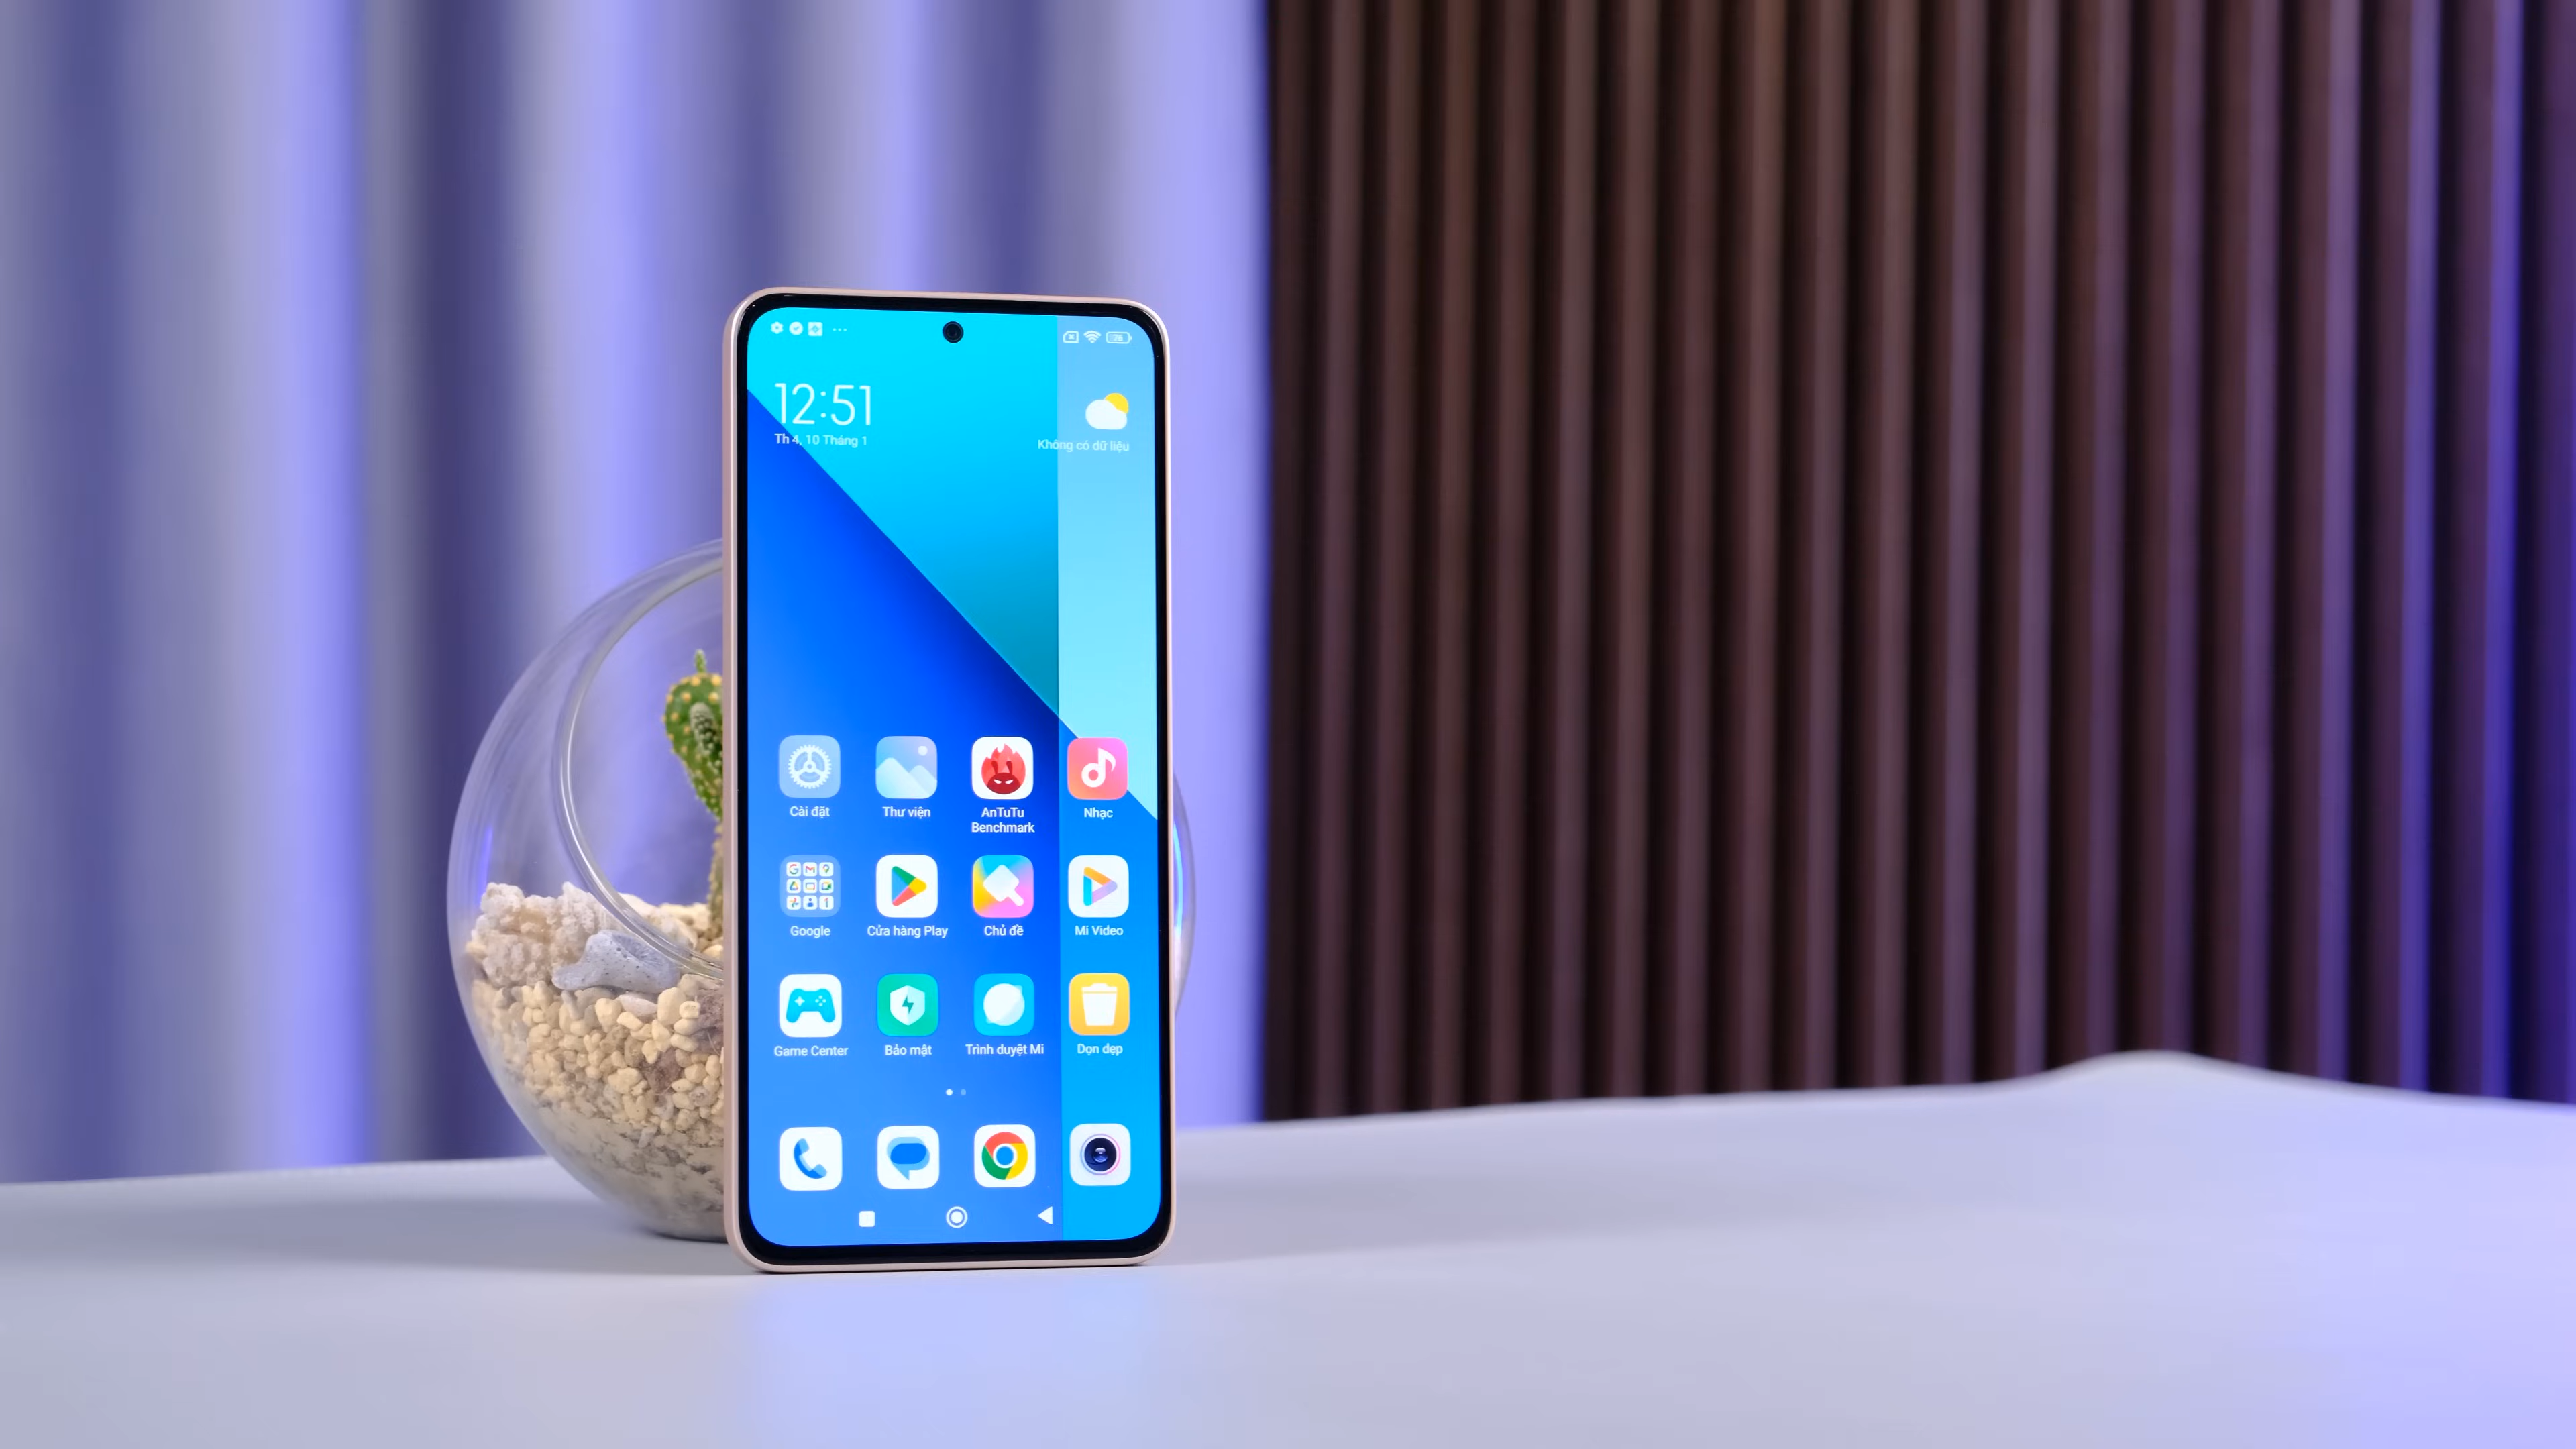 12:51
Th 4, 10 Tháng 1
Không có dữ liệu
Cài đặt
Thư viện
AnTuTu
Benchmark
Nhạc
Google
Cửa hàng Play
Chủ đề
Mi Video
Game Center
Bảo mật
Trình duyệt Mi
Dọn dẹp